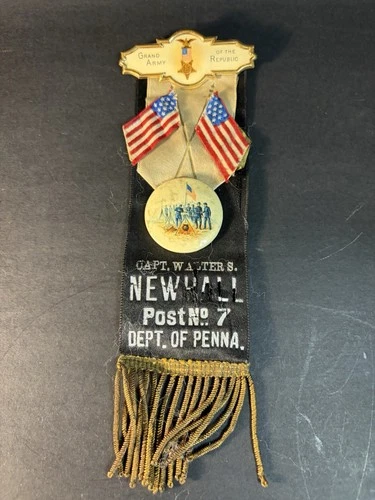 GRAND ARMY
OF THE REPUBLIC
CAPT. WALTER S.
NEWHALL
Post No. 7
DEPT. OF PENNA.